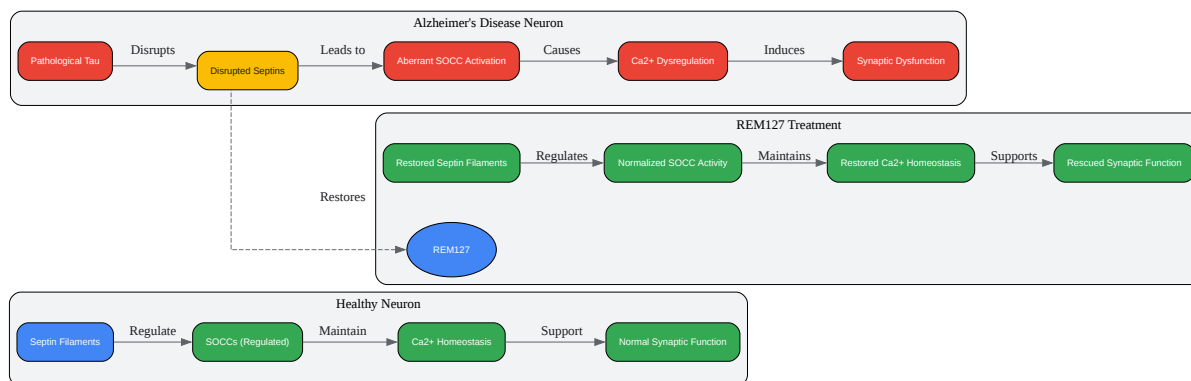 Alzheimer's Disease Neuron
Pathological Tau
Disrupts
Disrupted Septins
Leads to
Aberrant SOCC Activation
Causes
Ca2+ Dysregulation
Induces
Synaptic Dysfunction
REM127 Treatment
Restored Septin Filaments
Regulates
Normalized SOCC Activity
Maintains
Restored Ca2+ Homeostasis
Supports
Rescued Synaptic Function
Restores
REM127
Healthy Neuron
Septin Filaments
Regulate
SOCCs (Regulated)
Maintain
Ca2+ Homeostasis
Support
Normal Synaptic Function